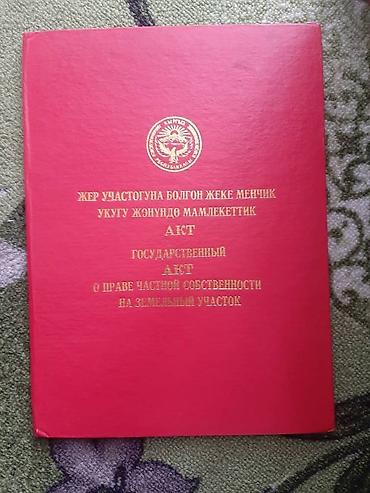 ЖЕР УЧАСТОГУНА БОЛГОН ЖЕКЕ МЕНЧИК
УКУГУ ЖӨНҮНДӨ МАМЛЕКЕТТИК
АКТ
ГОСУДАРСТВЕННЫЙ
АКТ
О ПРАВЕ ЧАСТНОЙ СОБСТВЕННОСТИ
НА ЗЕМЕЛЬНЫЙ УЧАСТОК